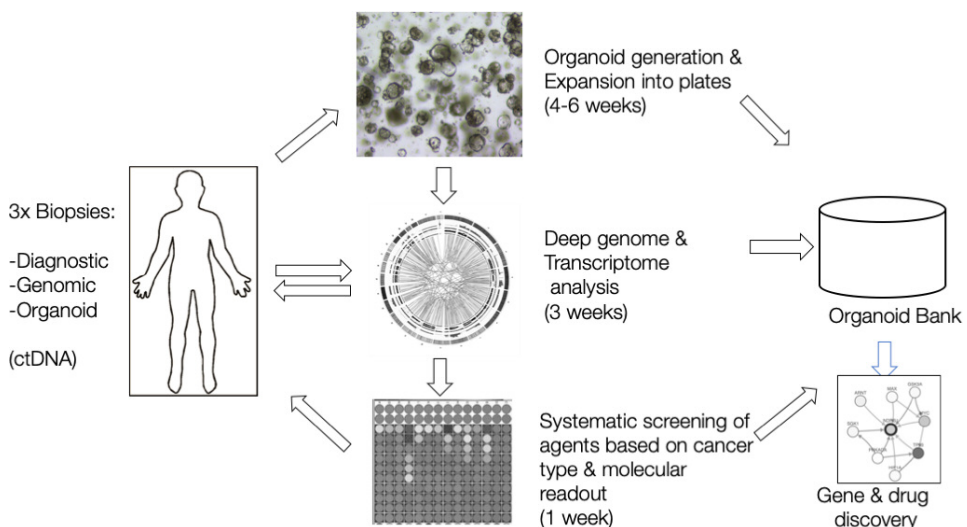 Organoid generation &
Expansion into plates
(4-6 weeks)
3x Biopsies:
-Diagnostic
-Genomic
-Organoid
(ctDNA)
Deep genome &
Transcriptome
analysis
(3 weeks)
Organoid Bank
Systematic screening of
agents based on cancer
type & molecular
readout
(1 week)
Gene & drug
discovery